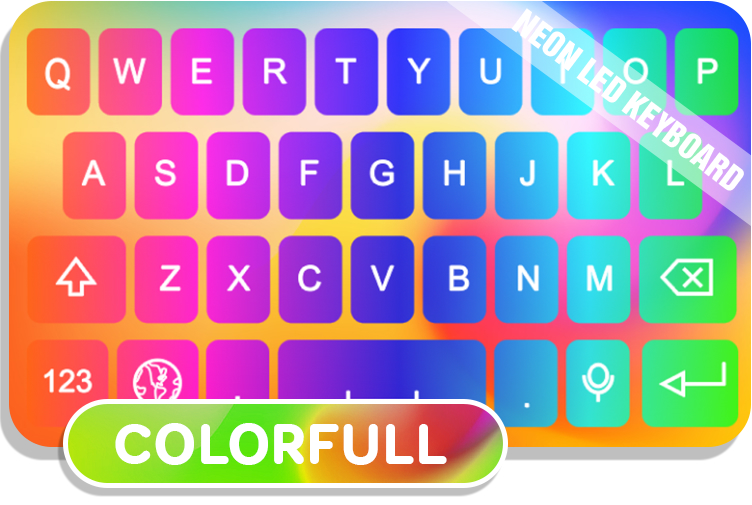 NEON LED KEYBOARD
Q W E R T Y U O P
A S D F G H J K L
Z X C V B N M
123 .
COLORFULL